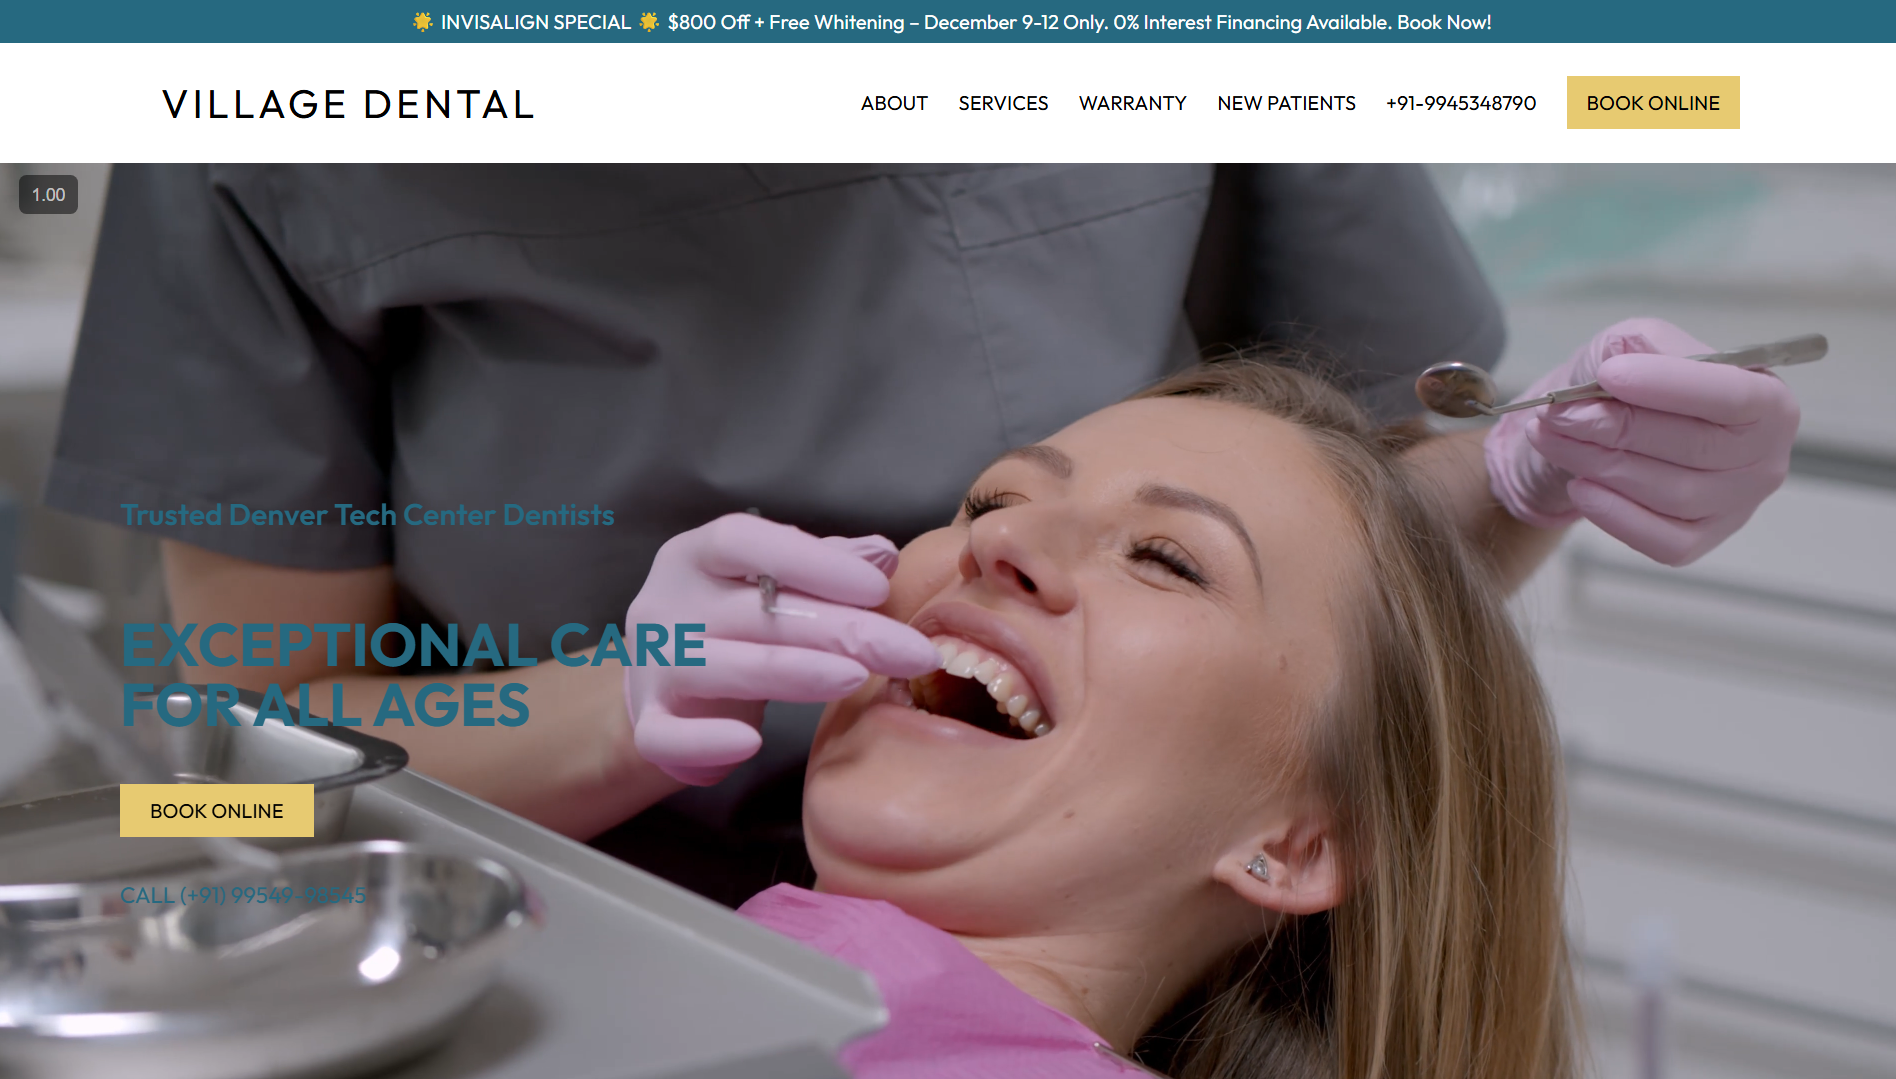 🌟 INVISALIGN SPECIAL 🌟 $800 Off + Free Whitening – December 9-12 Only. 0% Interest Financing Available. Book Now!
VILLAGE DENTAL
ABOUT SERVICES WARRANTY NEW PATIENTS +91-9945348790 BOOK ONLINE
1.00
Trusted Denver Tech Center Dentists
EXCEPTIONAL CARE
FOR ALL AGES
BOOK ONLINE
CALL (+91) 99549-98845